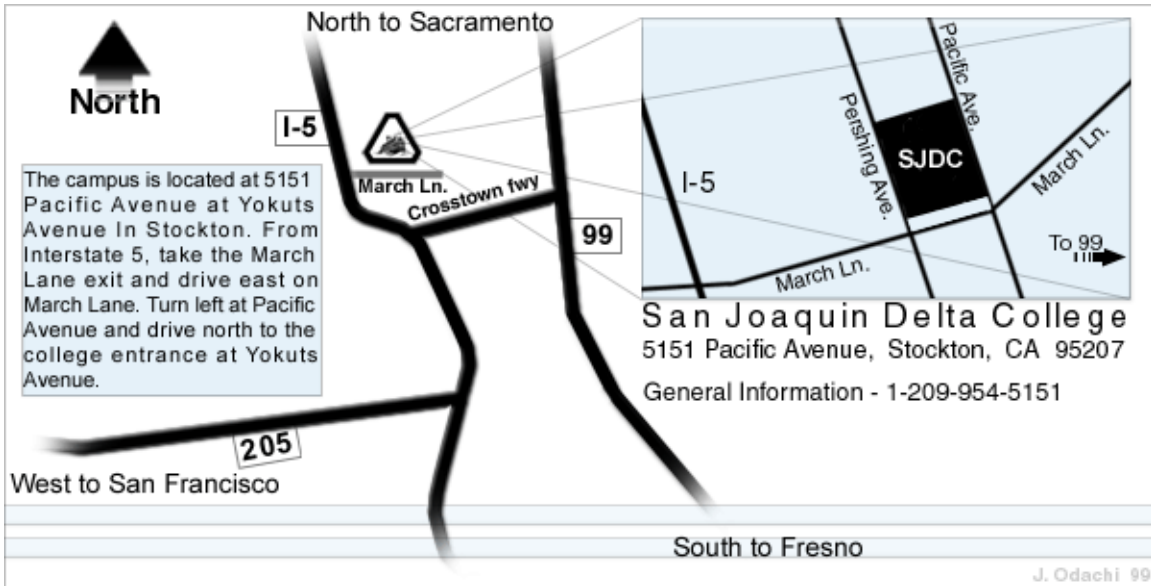 North to Sacramento
North
I-5
March Ln.
Crosstown fwy
99
The campus is located at 5151
Pacific Avenue at Yokuts
Avenue In Stockton. From
Interstate 5, take the March
Lane exit and drive east on
March Lane. Turn left at Pacific
Avenue and drive north to the
college entrance at Yokuts
Avenue.
205
West to San Francisco
South to Fresno
Pacific Ave.
Pershing Ave.
SJDC
March Ln.
I-5
To 99
March Ln.
San Joaquin Delta College
5151 Pacific Avenue, Stockton, CA 95207
General Information - 1-209-954-5151
J. Odachi 99